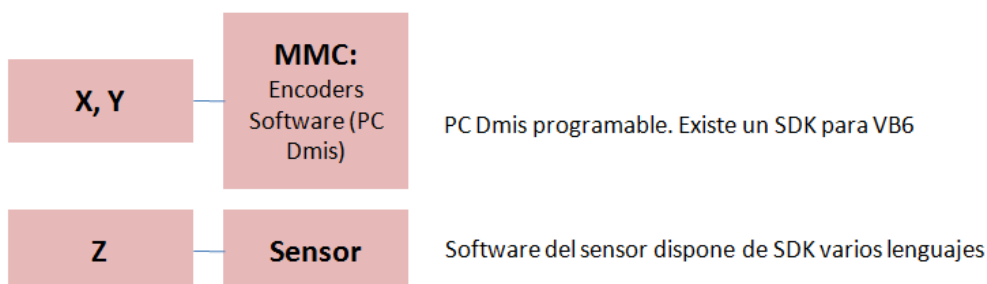 X, Y
MMC:
Encoders
Software (PC
Dmis)
PC Dmis programable. Existe un SDK para VB6
Z
Sensor
Software del sensor dispone de SDK varios lenguajes